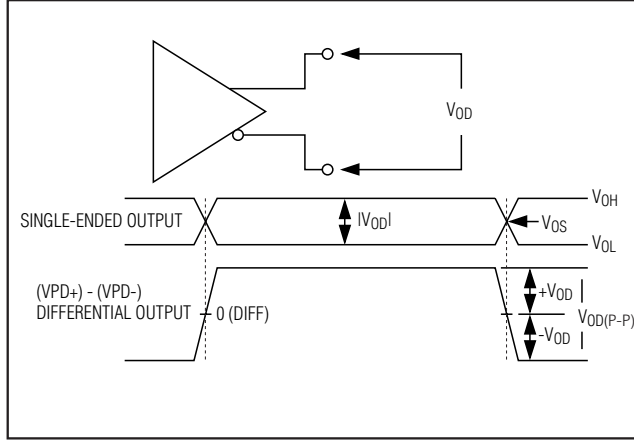 VOD
VOH
SINGLE-ENDED OUTPUT
|VOD|
VOS
VOL
(VPD+) - (VPD-)
DIFFERENTIAL OUTPUT
0 (DIFF)
+VOD
VOD(P-P)
-VOD